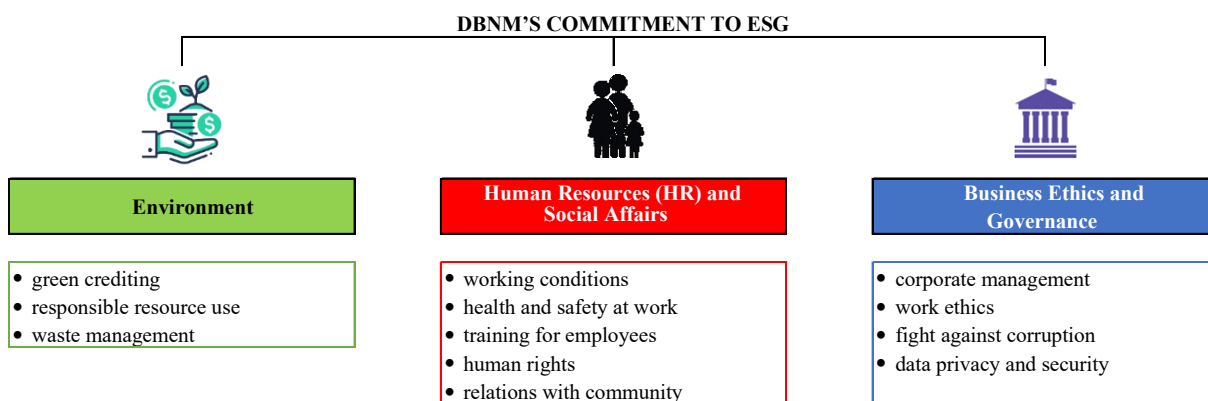 DBNM’S COMMITMENT TO ESG
Environment
• green crediting
• responsible resource use
• waste management
Human Resources (HR) and
Social Affairs
• working conditions
• health and safety at work
• training for employees
• human rights
• relations with community
Business Ethics and
Governance
• corporate management
• work ethics
• fight against corruption
• data privacy and security